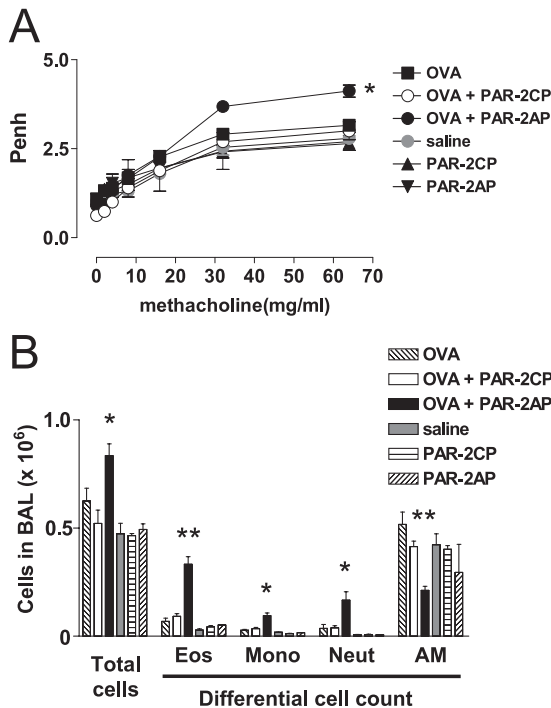 A
5.0
2.5
0.0
Penh
0 10 20 30 40 50 60 70
methacholine(mg/ml)
*
OVA
OVA + PAR-2CP
OVA + PAR-2AP
saline
PAR-2CP
PAR-2AP
B
OVA
OVA + PAR-2CP
OVA + PAR-2AP
saline
PAR-2CP
PAR-2AP
1.0
0.5
0
Cells in BAL (x 10⁶)
*
**
*
*
**
Total
cells
Eos Mono Neut AM
Differential cell count